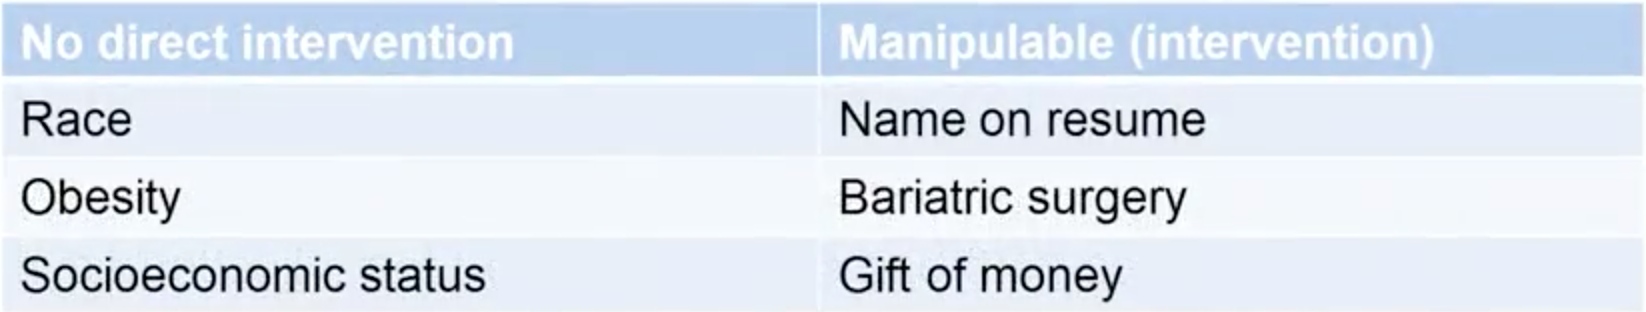 No direct intervention Manipulable (intervention)
Race Name on resume
Obesity Bariatric surgery
Socioeconomic status Gift of money